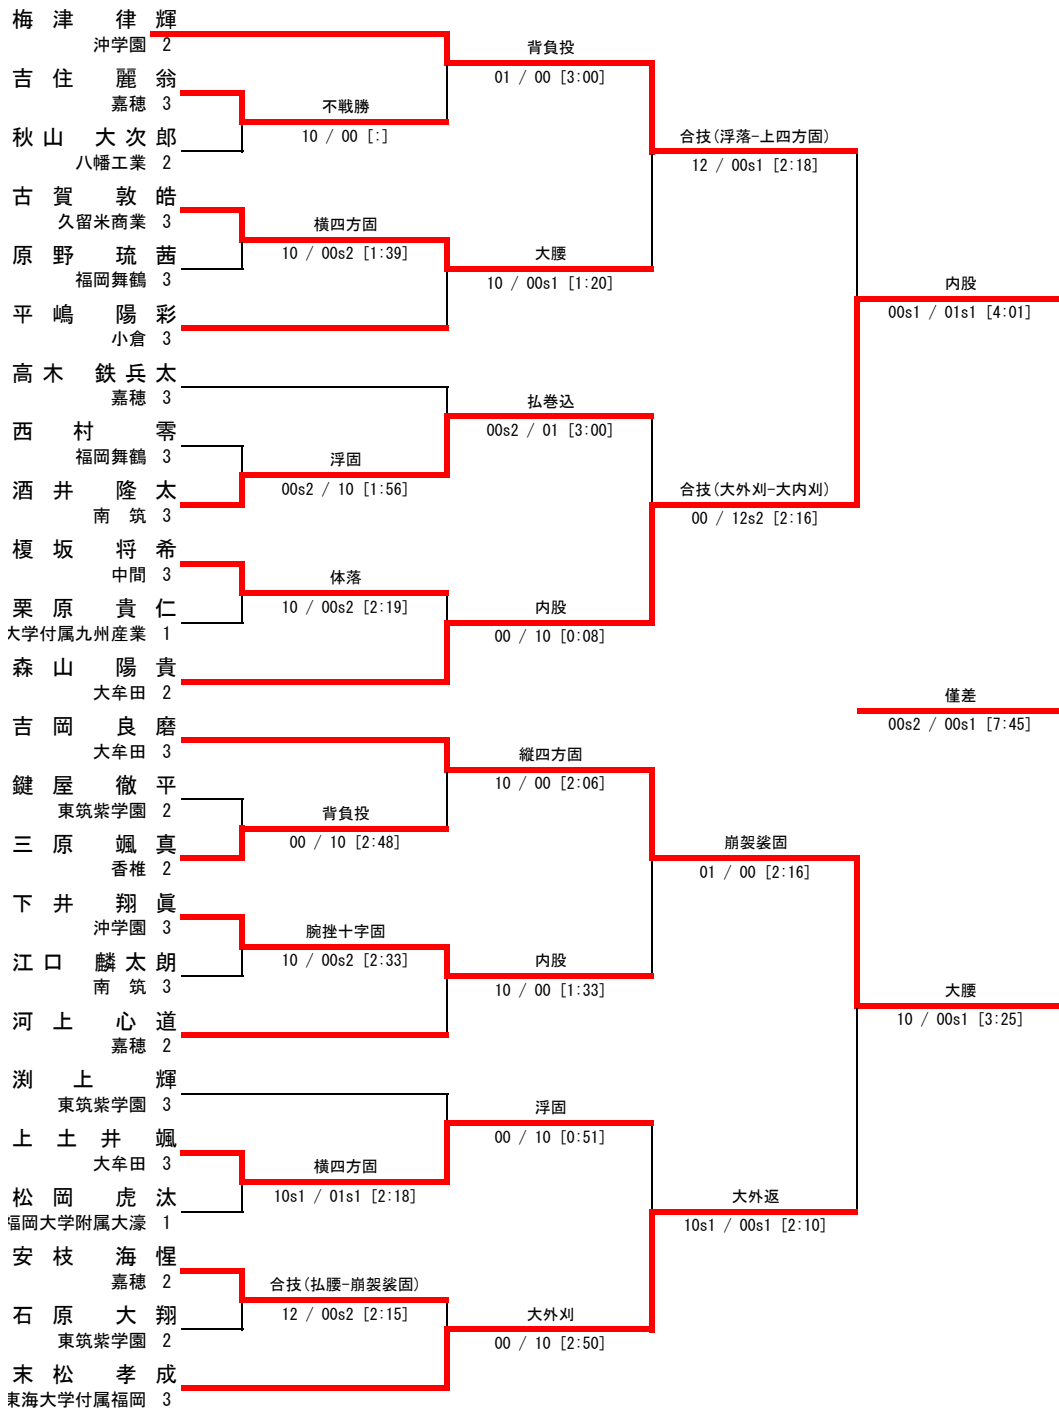 梅津 律輝
沖学園 2
吉住 麗翁
嘉穂 3
秋山 大次郎
八幡工業 2
古賀 敦皓
久留米商業 3
原野 琉茜
福岡舞鶴 3
平嶋 陽彩
小倉 3
高木 鉄兵太
嘉穂 3
西村 零
福岡舞鶴 3
酒井 隆太
南 筑 3
榎坂 将希
中間 3
栗原 貴仁
大学付属九州産業 1
森山 陽貴
大牟田 2
吉岡 良磨
大牟田 3
鍵屋 徹平
東筑紫学園 2
三原 颯真
香椎 2
下井 翔眞
沖学園 3
江口 麟太朗
南 筑 3
河上 心道
嘉穂 2
渕上 輝
東筑紫学園 3
上土井 颯
大牟田 3
松岡 虎汰
福岡大学附属大濠 1
安枝 海惺
嘉穂 2
石原 大翔
東筑紫学園 2
末松 孝成
東海大学付属福岡 3
不戦勝
10 / 00 [:]
横四方固
10 / 00s2 [1:39]
浮固
00s2 / 10 [1:56]
体落
10 / 00s2 [2:19]
背負投
00 / 10 [2:48]
腕挫十字固
10 / 00s2 [2:33]
横四方固
10s1 / 01s1 [2:18]
合技(払腰-崩袈裟固)
12 / 00s2 [2:15]
背負投
01 / 00 [3:00]
大腰
10 / 00s1 [1:20]
払巻込
00s2 / 01 [3:00]
内股
00 / 10 [0:08]
縦四方固
10 / 00 [2:06]
内股
10 / 00 [1:33]
浮固
00 / 10 [0:51]
大外刈
00 / 10 [2:50]
合技(浮落-上四方固)
12 / 00s1 [2:18]
合技(大外刈-大内刈)
00 / 12s2 [2:16]
崩袈裟固
01 / 00 [2:16]
大外返
10s1 / 00s1 [2:10]
内股
00s1 / 01s1 [4:01]
僅差
00s2 / 00s1 [7:45]
大腰
10 / 00s1 [3:25]